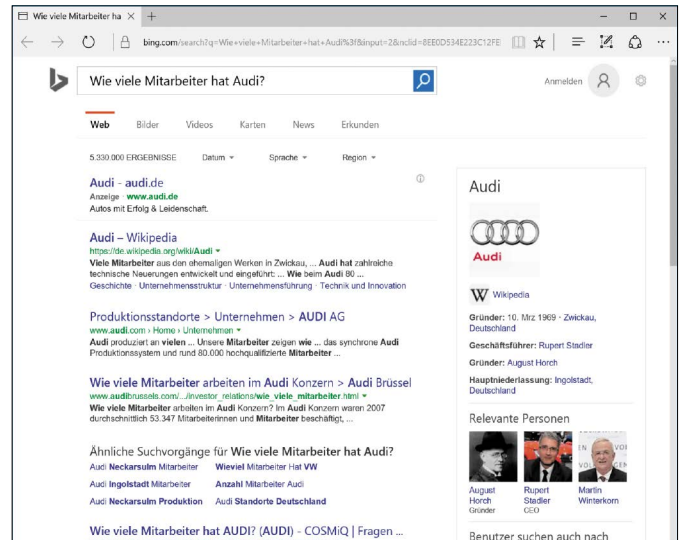 Wie viele Mitarbeiter ha
bing.com/search?q=Wie+viele+Mitarbeiter+hat+Audi%3f&input=2&nclid=8EE0D534E223C12FE
Wie viele Mitarbeiter hat Audi?
Anmelden
Web Bilder Videos Karten News Erkunden
5.330.000 ERGEBNISSE Datum Sprache Region
Audi - audi.de
Anzeige · www.audi.de
Autos mit Erfolg & Leidenschaft.
Audi – Wikipedia
https://de.wikipedia.org/wiki/Audi
Viele Mitarbeiter aus den ehemaligen Werken in Zwickau, ... Audi hat zahlreiche
technische Neuerungen entwickelt und eingeführt: ... Wie beim Audi 80 ...
Geschichte · Unternehmensstruktur · Unternehmensführung · Technik und Innovation
Produktionsstandorte > Unternehmen > AUDI AG
www.audi.com › Home › Unternehmen
Audi produziert an vielen ... Unsere Mitarbeiter zeigen wie ... das synchrone Audi
Produktionssystem und rund 80.000 hochqualifizierte Mitarbeiter ...
Wie viele Mitarbeiter arbeiten im Audi Konzern > Audi Brüssel
www.audibrussels.com/.../investor_relations/wie_viele_mitarbeiter.html
Wie viele Mitarbeiter arbeiten im Audi Konzern? Im Audi Konzern waren 2007
durchschnittlich 53.347 Mitarbeiterinnen und Mitarbeiter beschäftigt, ...
Ähnliche Suchvorgänge für Wie viele Mitarbeiter hat Audi?
Audi Neckarsulm Mitarbeiter Wieviel Mitarbeiter Hat VW
Audi Ingolstadt Mitarbeiter Anzahl Mitarbeiter Audi
Audi Neckarsulm Produktion Audi Standorte Deutschland
Wie viele Mitarbeiter hat AUDI? (AUDI) - COSMiQ | Fragen ...
Audi
Audi
W Wikipedia
Gründer: 10. Mrz 1969 · Zwickau,
Deutschland
Geschäftsführer: Rupert Stadler
Gründer: August Horch
Hauptniederlassung: Ingolstadt,
Deutschland
Relevante Personen
August Horch
Gründer
Rupert Stadler
CEO
Martin Winterkorn
Benutzer suchen auch nach